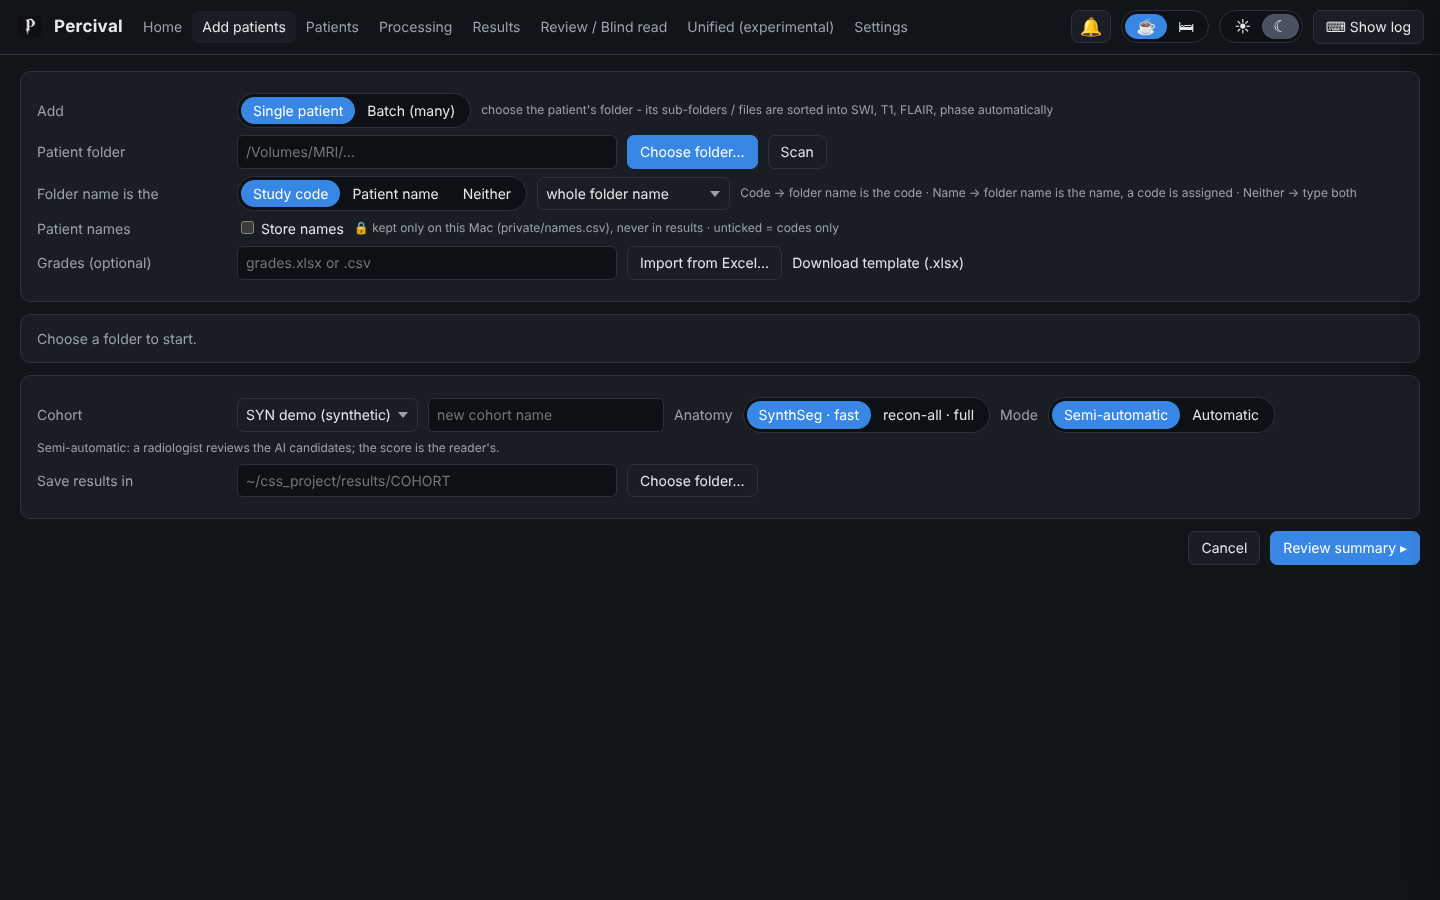 Percival Home Add patients Patients Processing Results Review / Blind read Unified (experimental) Settings Show log
Add Single patient Batch (many) choose the patient's folder - its sub-folders / files are sorted into SWI, T1, FLAIR, phase automatically
Patient folder /Volumes/MRI/... Choose folder... Scan
Folder name is the Study code Patient name Neither whole folder name Code → folder name is the code · Name → folder name is the name, a code is assigned · Neither → type both
Patient names Store names 🔒 kept only on this Mac (private/names.csv), never in results · unticked = codes only
Grades (optional) grades.xlsx or .csv Import from Excel... Download template (.xlsx)
Choose a folder to start.
Cohort SYN demo (synthetic) new cohort name Anatomy SynthSeg · fast recon-all · full Mode Semi-automatic Automatic
Semi-automatic: a radiologist reviews the AI candidates; the score is the reader's.
Save results in ~/css_project/results/COHORT Choose folder...
Cancel Review summary ▸